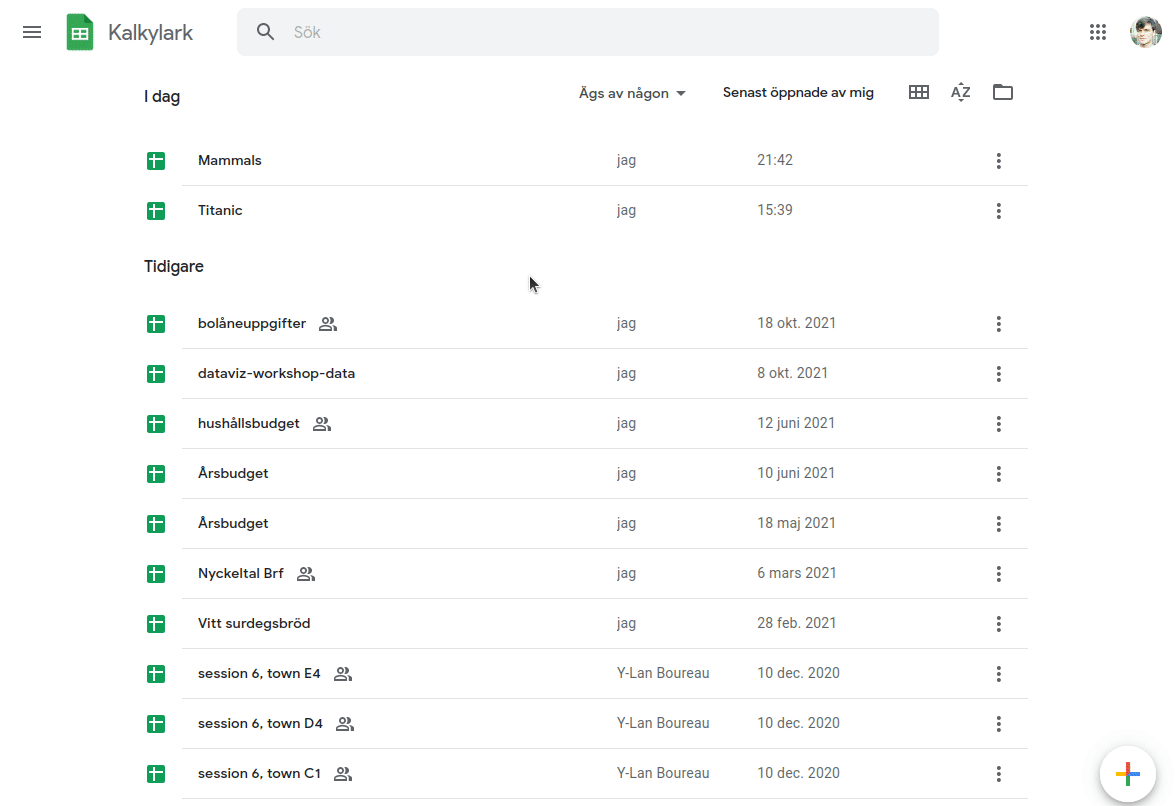 Kalkylark
Sök
I dag
Ägs av någon
Senast öppnade av mig
AZ
Mammals jag 21:42
Titanic jag 15:39
Tidigare
bolåneuppgifter jag 18 okt. 2021
dataviz-workshop-data jag 8 okt. 2021
hushållsbudget jag 12 juni 2021
Årsbudget jag 10 juni 2021
Årsbudget jag 18 maj 2021
Nyckeltal Brf jag 6 mars 2021
Vitt surdegsbröd jag 28 feb. 2021
session 6, town E4 Y-Lan Boureau 10 dec. 2020
session 6, town D4 Y-Lan Boureau 10 dec. 2020
session 6, town C1 Y-Lan Boureau 10 dec. 2020